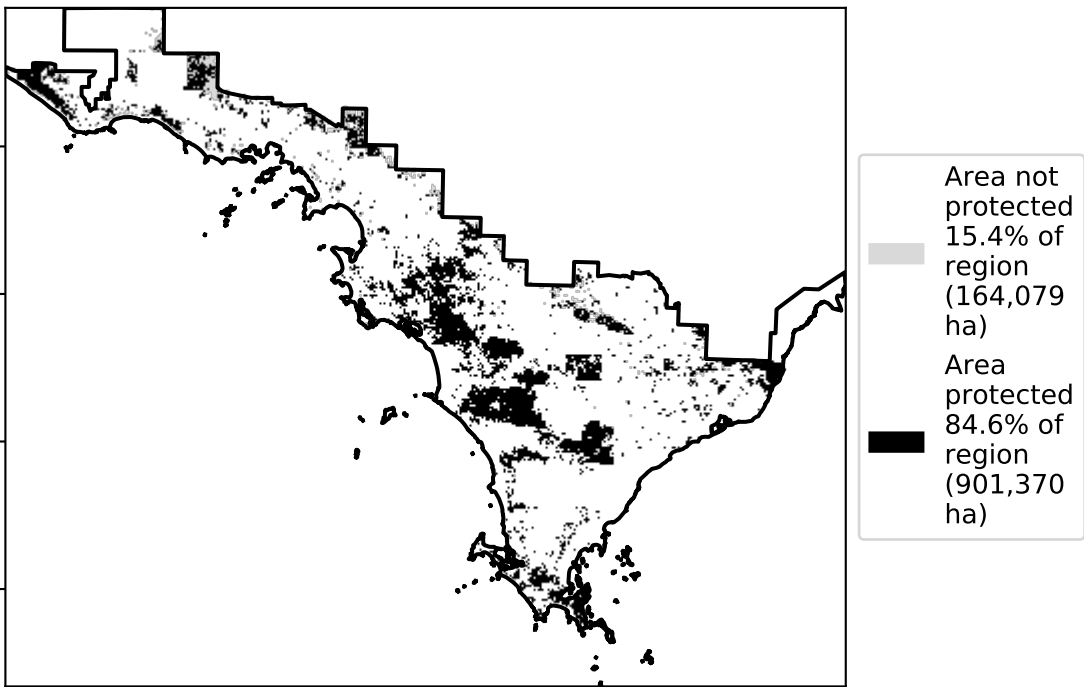 Area not
protected
15.4% of
region
(164,079
ha)
Area
protected
84.6% of
region
(901,370
ha)